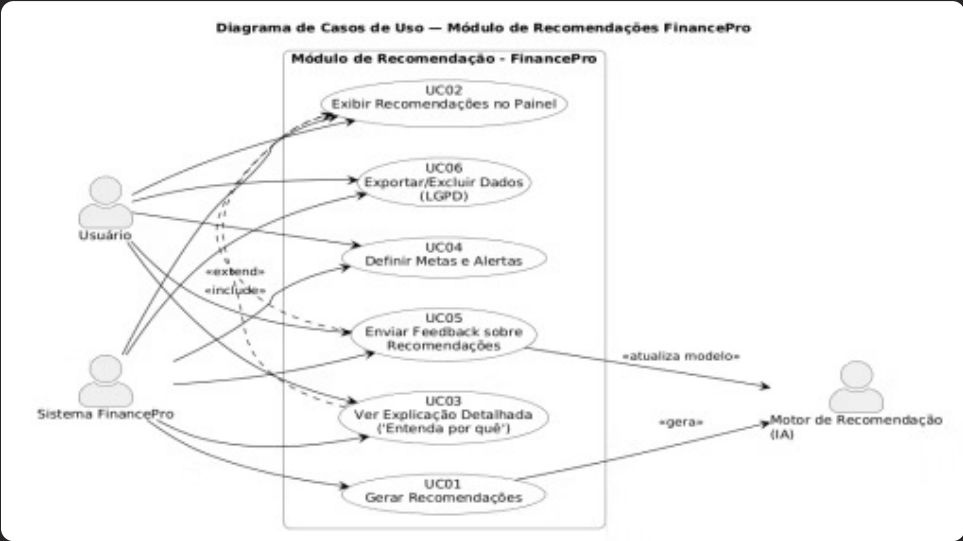 Diagrama de Casos de Uso — Módulo de Recomendações FinancePro
Módulo de Recomendação - FinancePro
UC02
Exibir Recomendações no Painel
UC06
Exportar/Excluir Dados
(LGPD)
Usuário
UC04
Definir Metas e Alertas
«extend»
«include»
UC05
Enviar Feedback sobre
Recomendações
«atualiza modelo»
Sistema FinancePro
UC03
Ver Explicação Detalhada
('Entenda por quê')
«gera»
Motor de Recomendação
(IA)
UC01
Gerar Recomendações